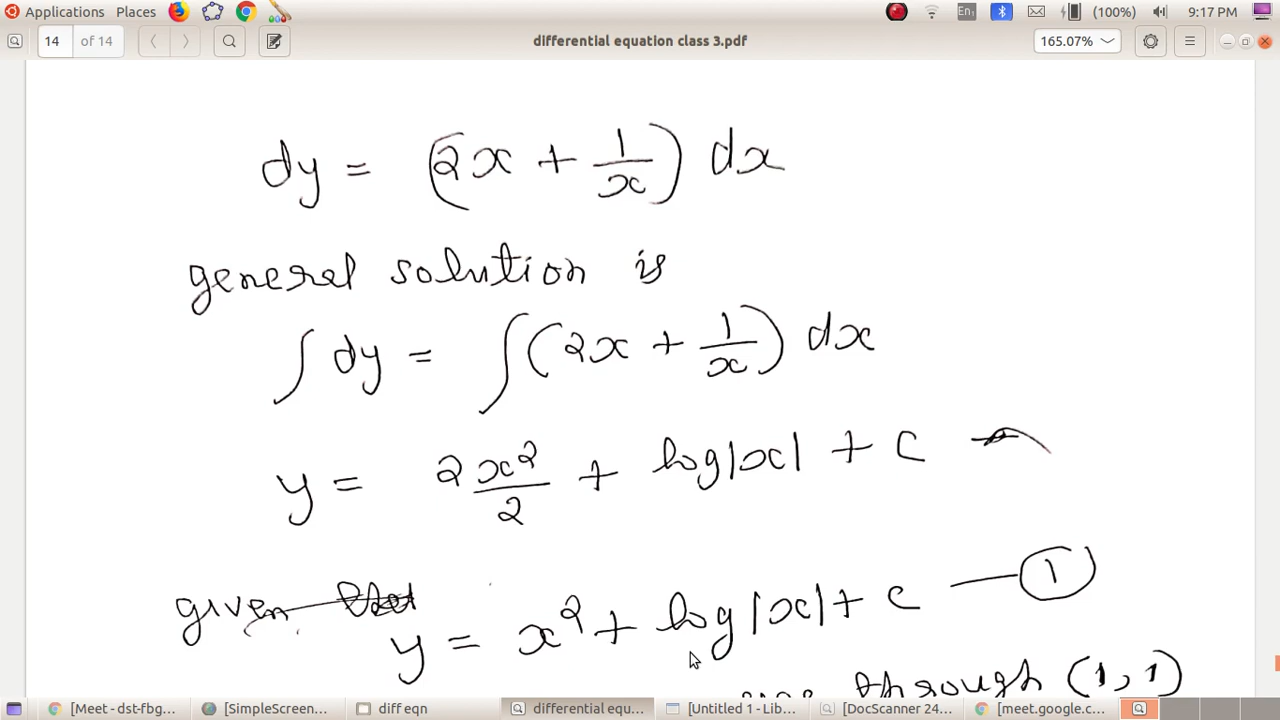 Applications Places En₁ (100%) 9:17 PM
14 of 14 differential equation class 3.pdf 165.07%
dy = (2x + 1/x) dx
general solution is
∫ dy = ∫ (2x + 1/x) dx
y = 2x²/2 + log|x| + c
given
y = x² + log|x| + c — ①
through (1, 1)
[Meet - dst-fbg... [SimpleScreen... diff eqn differential equ... [Untitled 1 - Lib... [DocScanner 24... [meet.google.c...